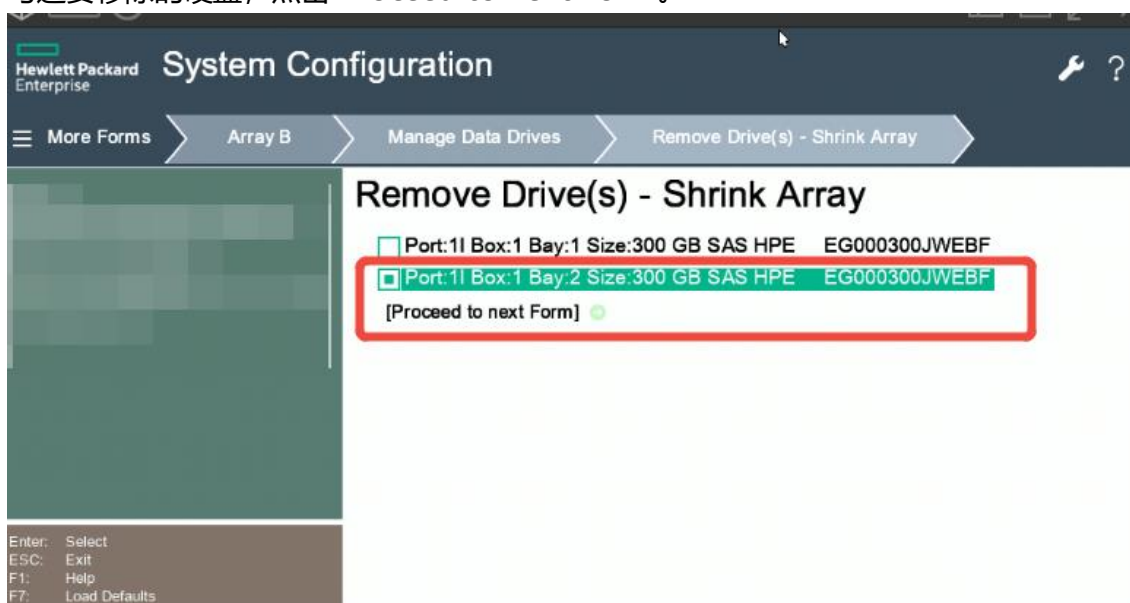 Hewlett Packard
Enterprise
System Configuration
?
More Forms
Array B
Manage Data Drives
Remove Drive(s) - Shrink Array
Remove Drive(s) - Shrink Array
Port:1I Box:1 Bay:1 Size:300 GB SAS HPE EG000300JWEBF
Port:1I Box:1 Bay:2 Size:300 GB SAS HPE EG000300JWEBF
[Proceed to next Form]
Enter: Select
ESC: Exit
F1: Help
F7: Load Defaults